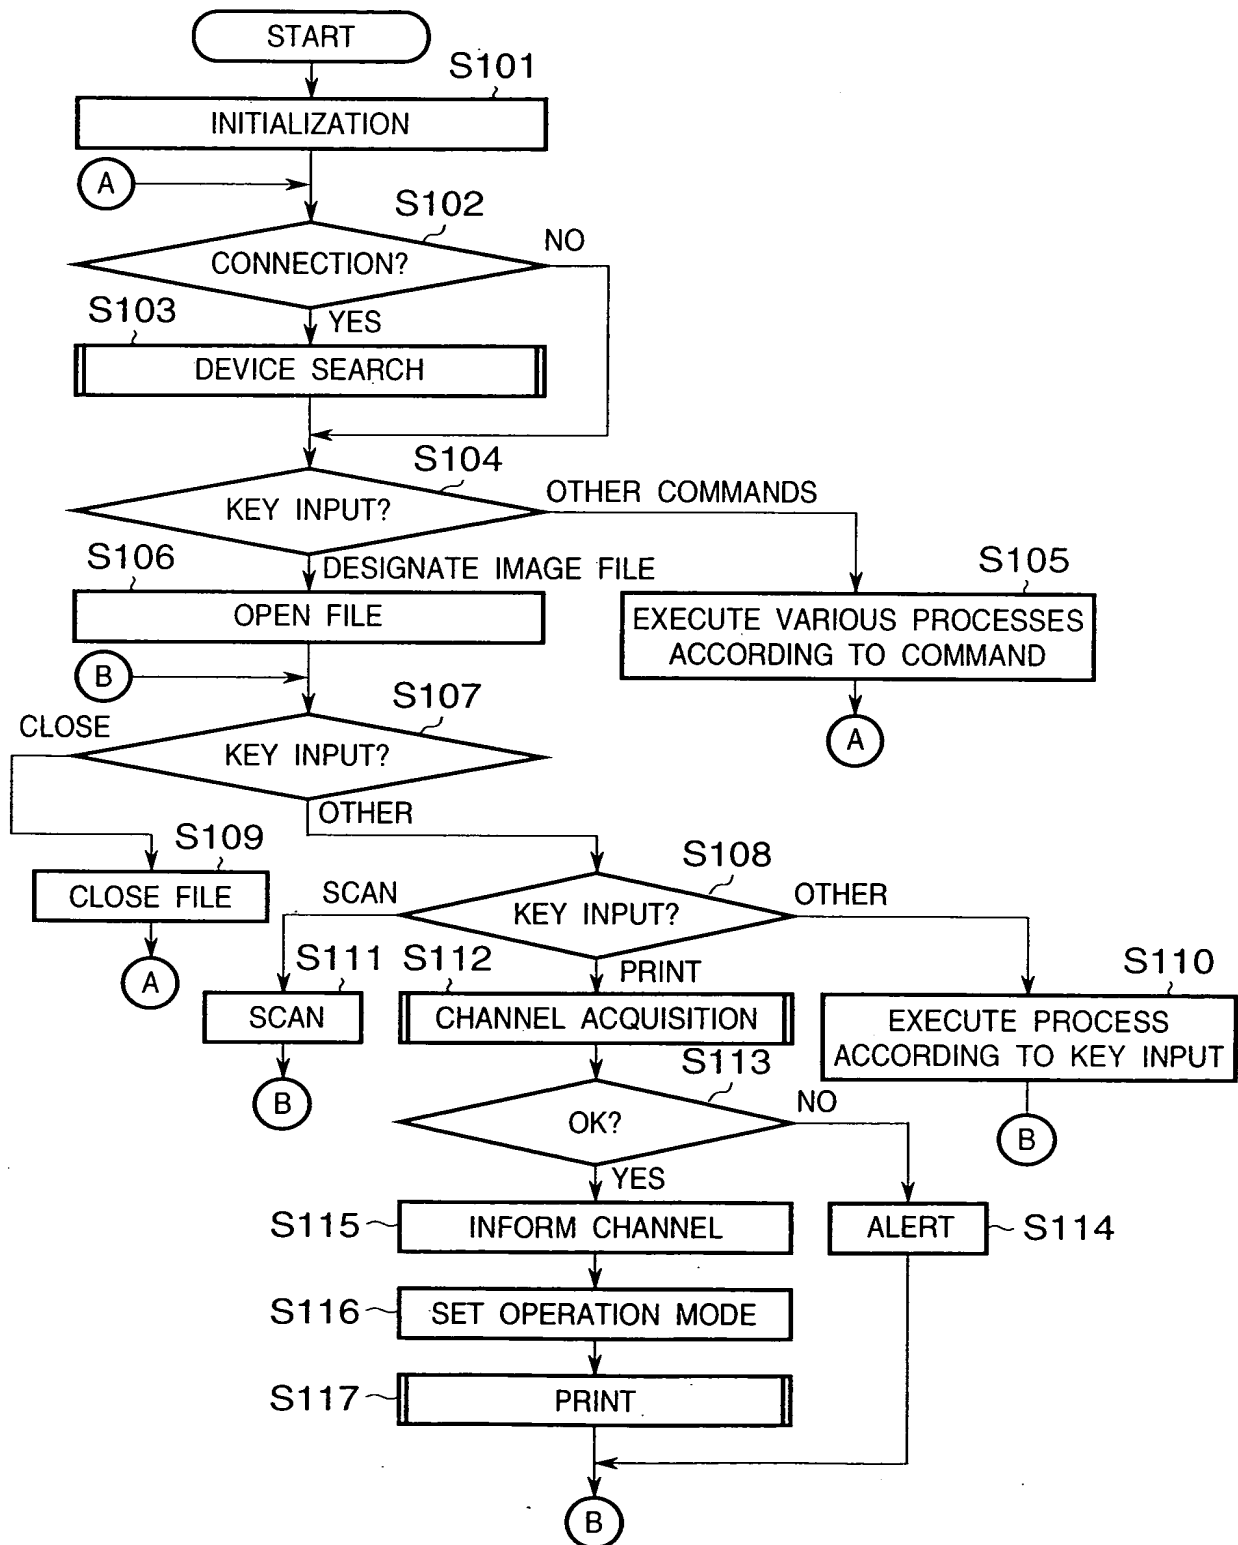 START
S101
INITIALIZATION
A
S102
CONNECTION?
NO
S103
YES
DEVICE SEARCH
S104
KEY INPUT?
OTHER COMMANDS
S106
DESIGNATE IMAGE FILE
OPEN FILE
S105
EXECUTE VARIOUS PROCESSES
ACCORDING TO COMMAND
A
B
S107
CLOSE
KEY INPUT?
OTHER
S109
CLOSE FILE
A
S108
SCAN
KEY INPUT?
OTHER
S111
SCAN
B
S112
PRINT
CHANNEL ACQUISITION
S110
EXECUTE PROCESS
ACCORDING TO KEY INPUT
B
S113
OK?
NO
YES
S115
INFORM CHANNEL
ALERT
S114
S116
SET OPERATION MODE
S117
PRINT
B